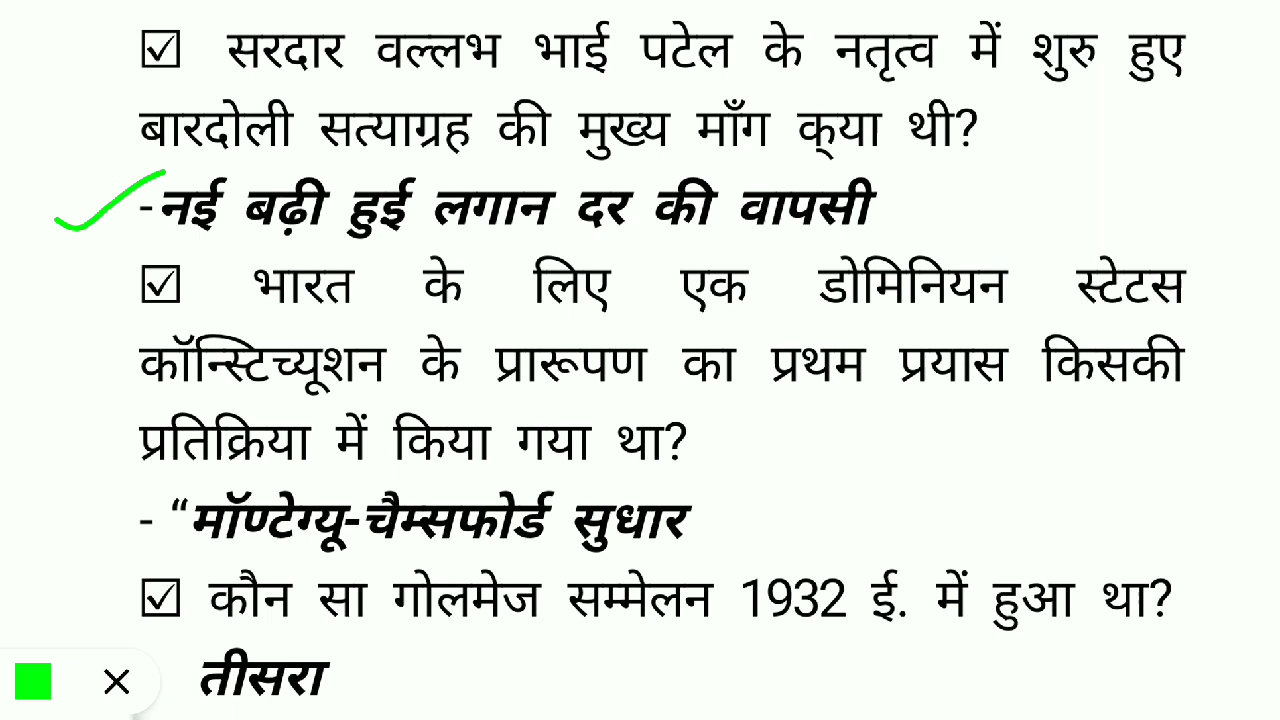 ☑ सरदार वल्लभ भाई पटेल के नतृत्व में शुरु हुए
बारदोली सत्याग्रह की मुख्य माँग क्‌या थी?
-नई बढ़ी हुई लगान दर की वापसी
☑ भारत के लिए एक डोमिनियन स्टेटस
कॉन्स्टिच्यूशन के प्रारूपण का प्रथम प्रयास किसकी
प्रतिक्रिया में किया गया था?
- “मॉण्टेग्यू-चैम्सफोर्ड सुधार
☑ कौन सा गोलमेज सम्मेलन 1932 ई. में हुआ था?
तीसरा